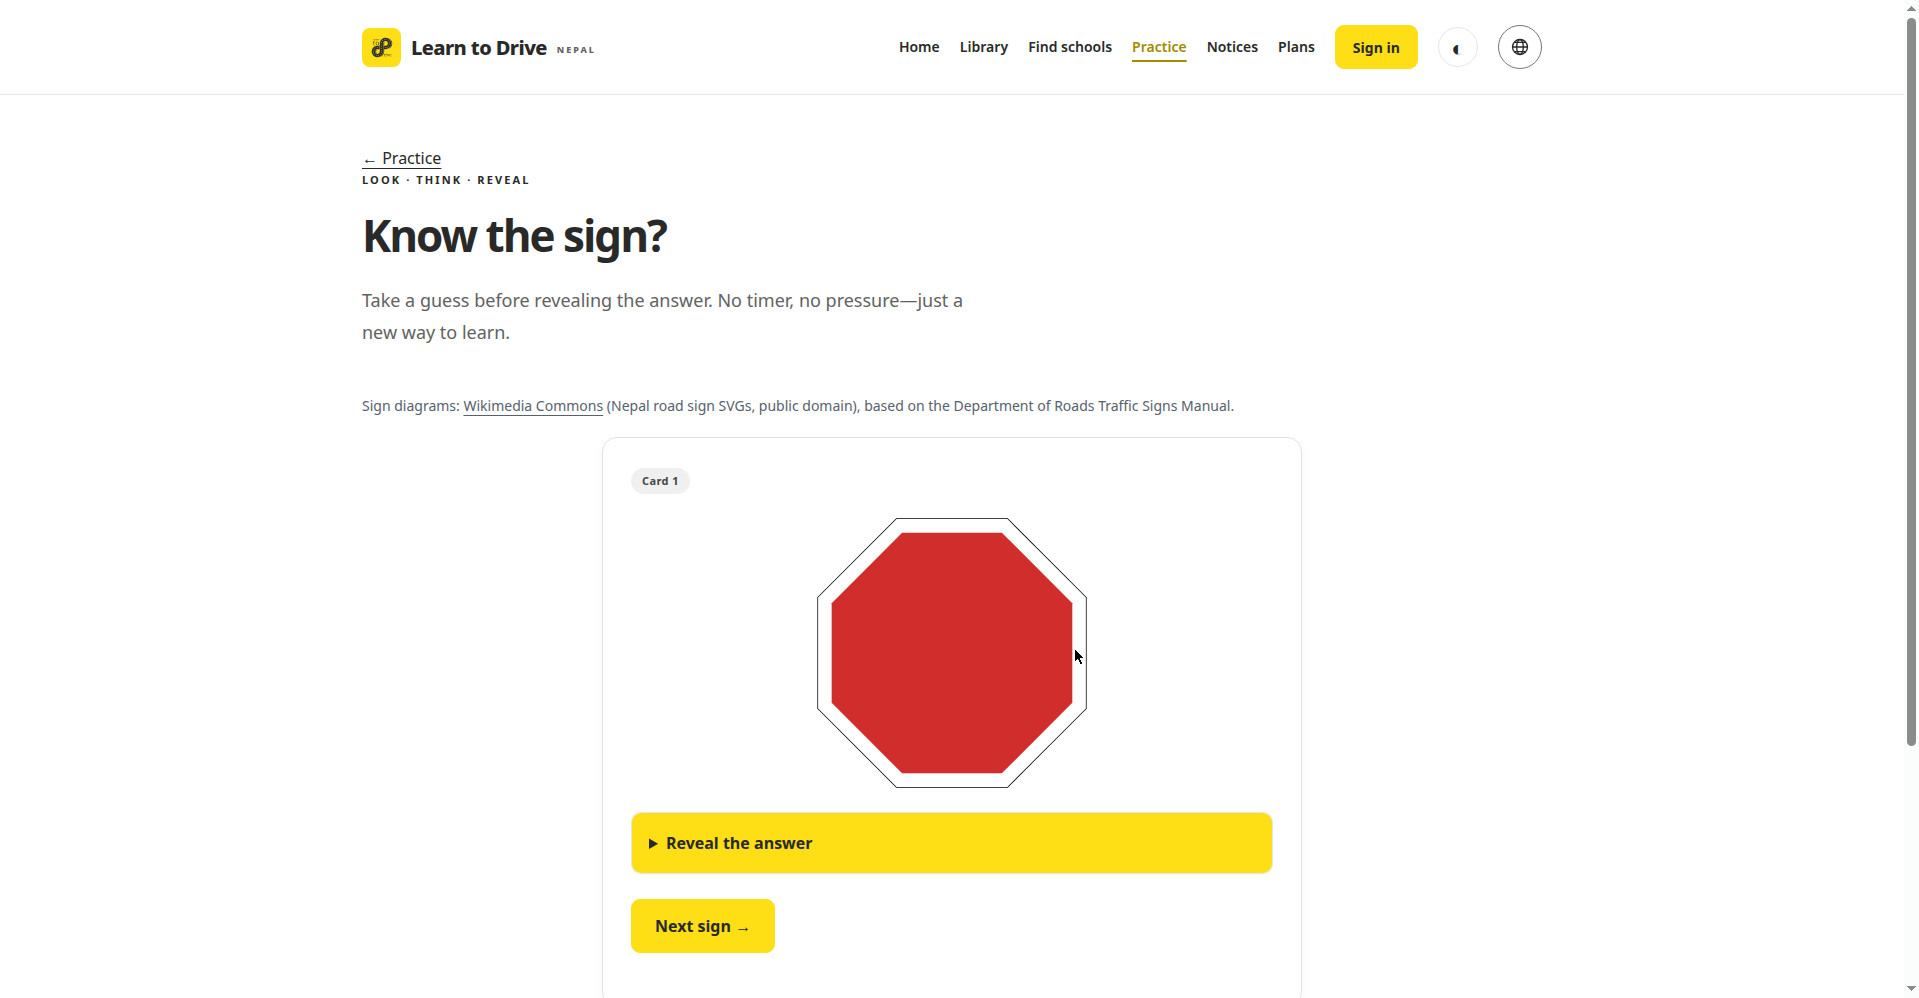 Learn to Drive NEPAL
Home Library Find schools Practice Notices Plans Sign in
← Practice
LOOK · THINK · REVEAL
Know the sign?
Take a guess before revealing the answer. No timer, no pressure—just a
new way to learn.
Sign diagrams: Wikimedia Commons (Nepal road sign SVGs, public domain), based on the Department of Roads Traffic Signs Manual.
Card 1
Reveal the answer
Next sign →